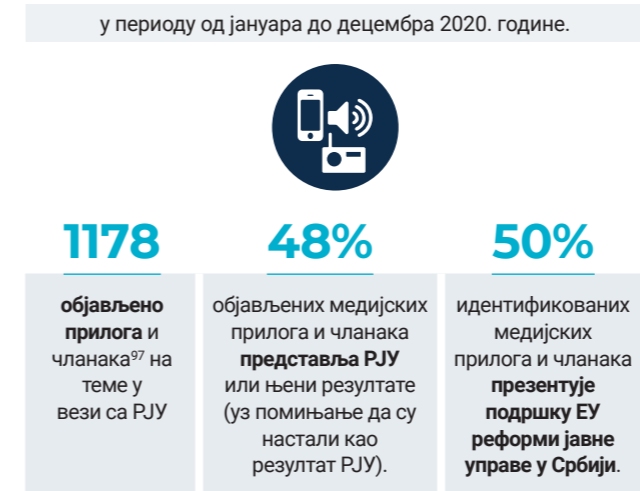 у периоду од јануара до децембра 2020. године.
1178
објављено
прилога и
чланака⁹⁷ на
теме у
вези са РЈУ
48%
објављених медијских
прилога и чланака
представља РЈУ
или њени резултате
(уз помињање да су
настали као
резултат РЈУ).
50%
идентификованих
медијских
прилога и чланака
презентује
подршку ЕУ
реформи јавне
управе у Србији.